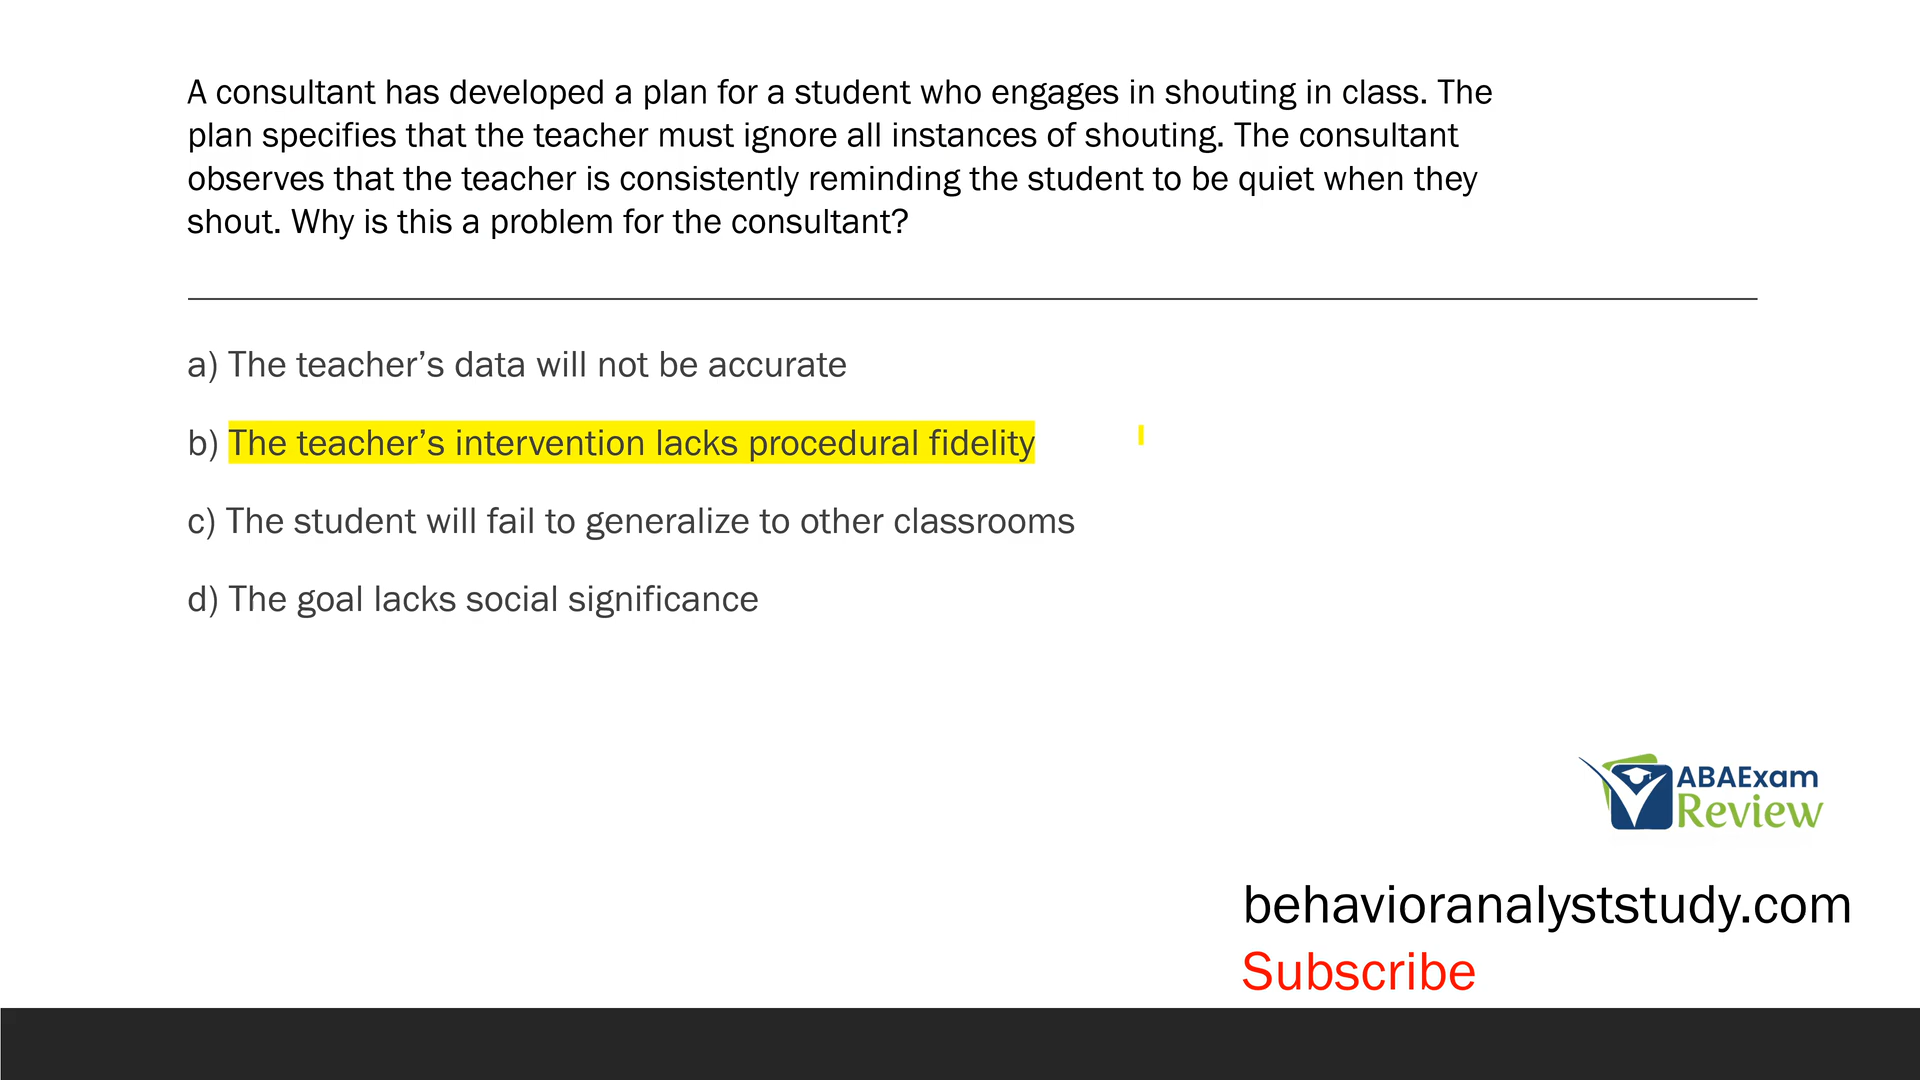 A consultant has developed a plan for a student who engages in shouting in class. The
plan specifies that the teacher must ignore all instances of shouting. The consultant
observes that the teacher is consistently reminding the student to be quiet when they
shout. Why is this a problem for the consultant?
a) The teacher’s data will not be accurate
b) The teacher’s intervention lacks procedural fidelity
c) The student will fail to generalize to other classrooms
d) The goal lacks social significance
ABAExam
Review
behavioranalyststudy.com
Subscribe